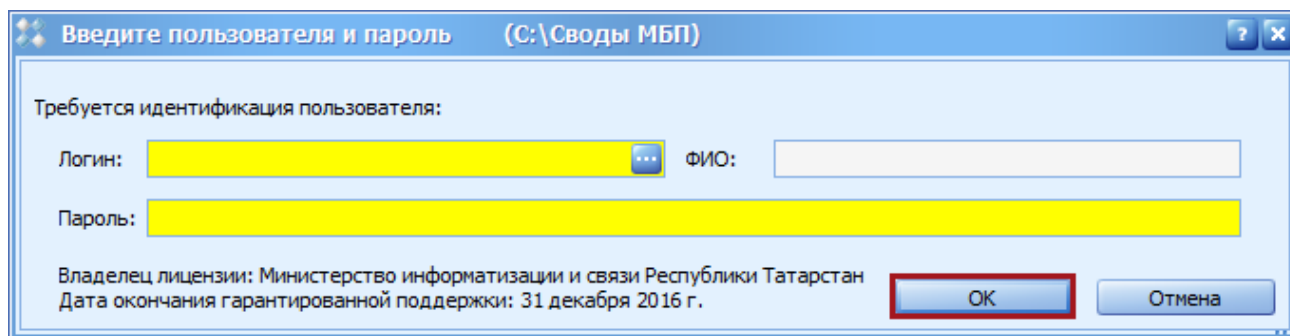 Введите пользователя и пароль (C:\Своды МБП)
Требуется идентификация пользователя:
Логин: ... ФИО:
Пароль:
Владелец лицензии: Министерство информатизации и связи Республики Татарстан
Дата окончания гарантированной поддержки: 31 декабря 2016 г.
OK Отмена